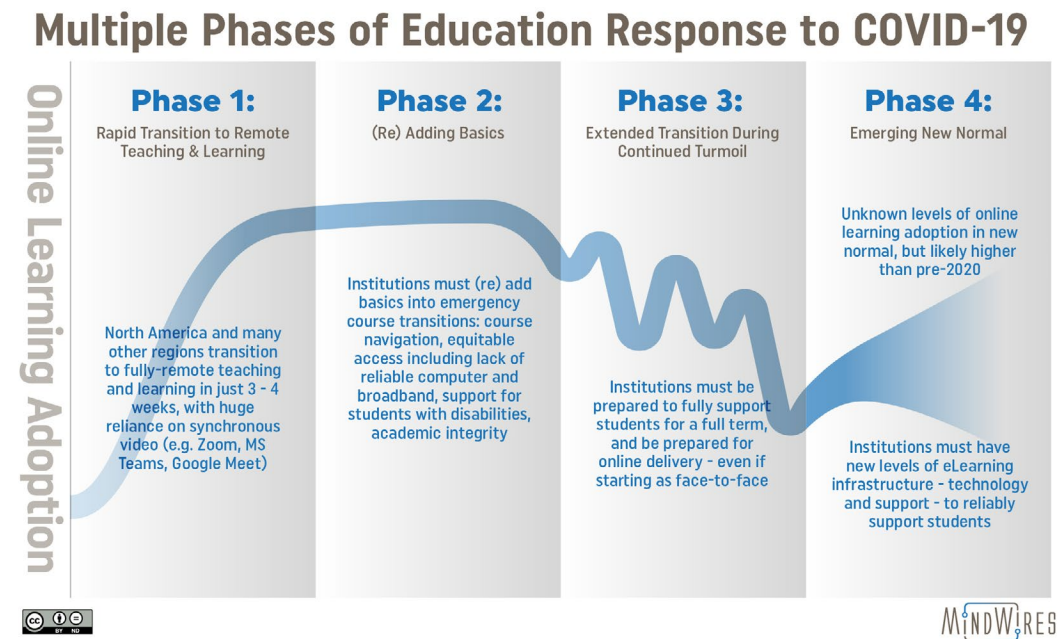 Multiple Phases of Education Response to COVID-19
Online Learning Adoption
Phase 1:
Rapid Transition to Remote
Teaching & Learning
North America and many
other regions transition
to fully-remote teaching
and learning in just 3 - 4
weeks, with huge
reliance on synchronous
video (e.g. Zoom, MS
Teams, Google Meet)
Phase 2:
(Re) Adding Basics
Institutions must (re) add
basics into emergency
course transitions: course
navigation, equitable
access including lack of
reliable computer and
broadband, support for
students with disabilities,
academic integrity
Phase 3:
Extended Transition During
Continued Turmoil
Institutions must be
prepared to fully support
students for a full term,
and be prepared for
online delivery - even if
starting as face-to-face
Phase 4:
Emerging New Normal
Unknown levels of online
learning adoption in new
normal, but likely higher
than pre-2020
Institutions must have
new levels of eLearning
infrastructure - technology
and support - to reliably
support students
cc
BY ND
MINDWIRES